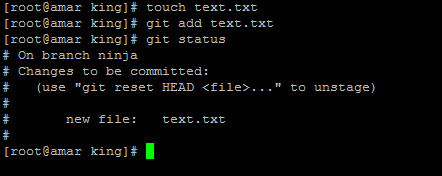 [root@amar king]# touch text.txt
[root@amar king]# git add text.txt
[root@amar king]# git status
# On branch ninja
# Changes to be committed:
#   (use "git reset HEAD <file>..." to unstage)
#
#       new file:   text.txt
#
[root@amar king]#